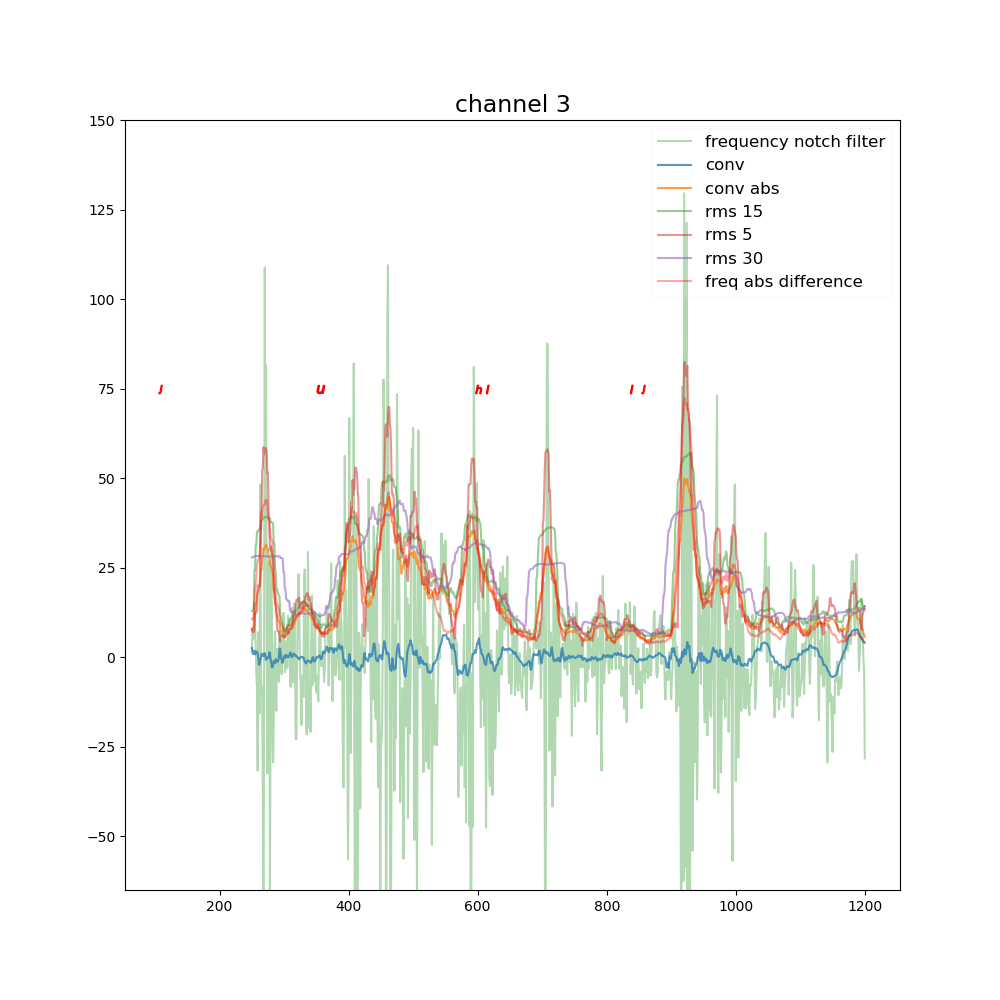 channel 3
150
125
100
75
50
25
0
−25
−50
frequency notch filter
conv
conv abs
rms 15
rms 5
rms 30
freq abs difference
u
h
200
400
600
800
1000
1200